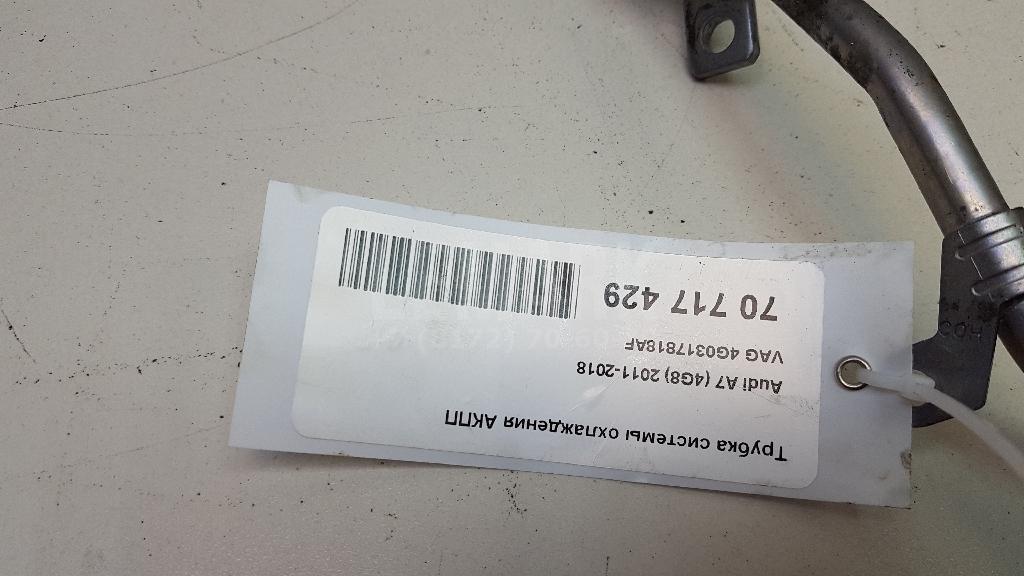 Трубка системы охлаждения АКПП
Audi A7 (4G8) 2011-2018
VAG 4G0317818AF
70 717 429